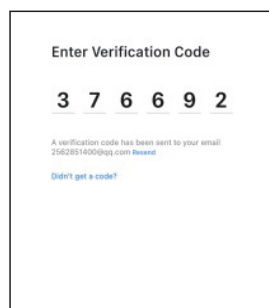 Enter Verification Code
3 7 6 6 9 2
A verification code has been sent to your email
2562851400@qq.com Resend
Didn't get a code?